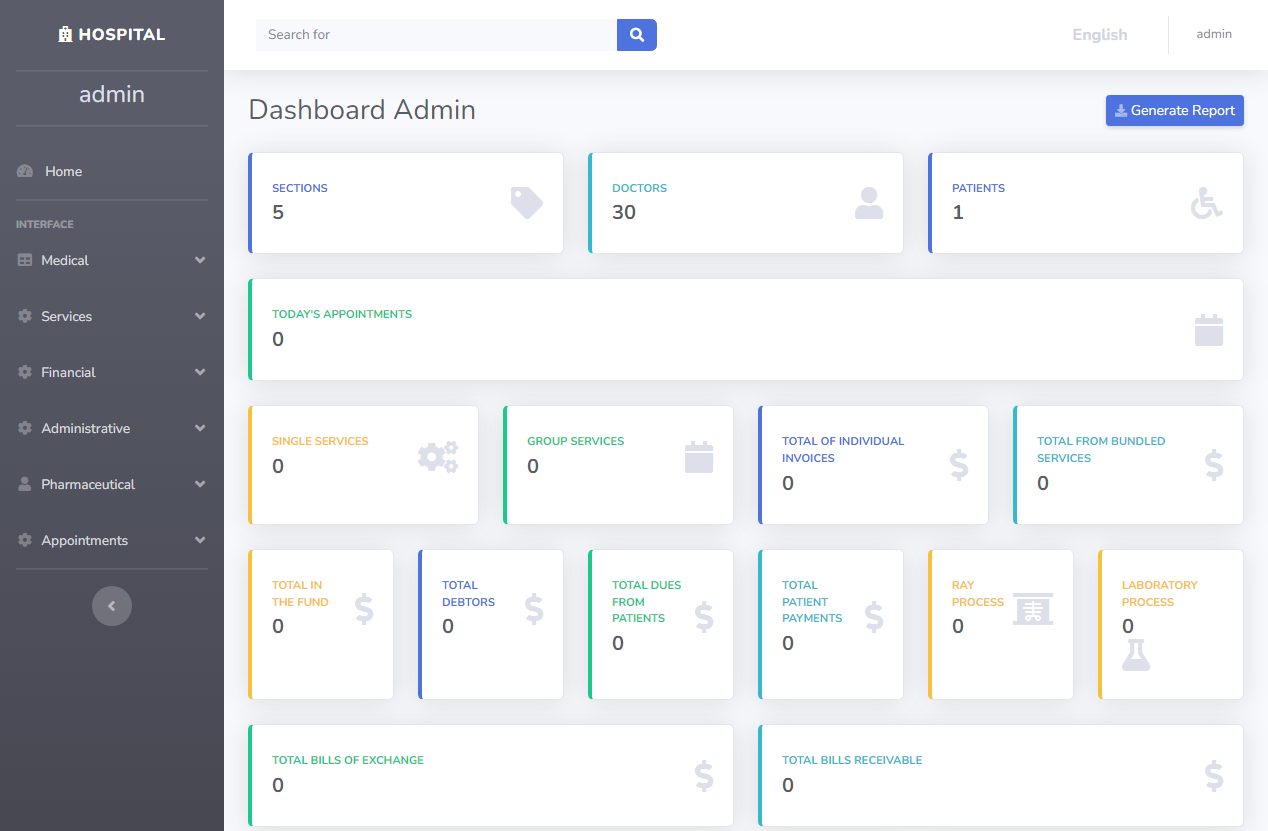 HOSPITAL
admin
Home
INTERFACE
Medical
Services
Financial
Administrative
Pharmaceutical
Appointments
Search for
English
admin
Dashboard Admin
Generate Report
SECTIONS
5
DOCTORS
30
PATIENTS
1
TODAY'S APPOINTMENTS
0
SINGLE SERVICES
0
GROUP SERVICES
0
TOTAL OF INDIVIDUAL
INVOICES
0
TOTAL FROM BUNDLED
SERVICES
0
TOTAL IN
THE FUND
0
TOTAL
DEBTORS
0
TOTAL DUES
FROM
PATIENTS
0
TOTAL
PATIENT
PAYMENTS
0
RAY
PROCESS
0
LABORATORY
PROCESS
0
TOTAL BILLS OF EXCHANGE
0
TOTAL BILLS RECEIVABLE
0